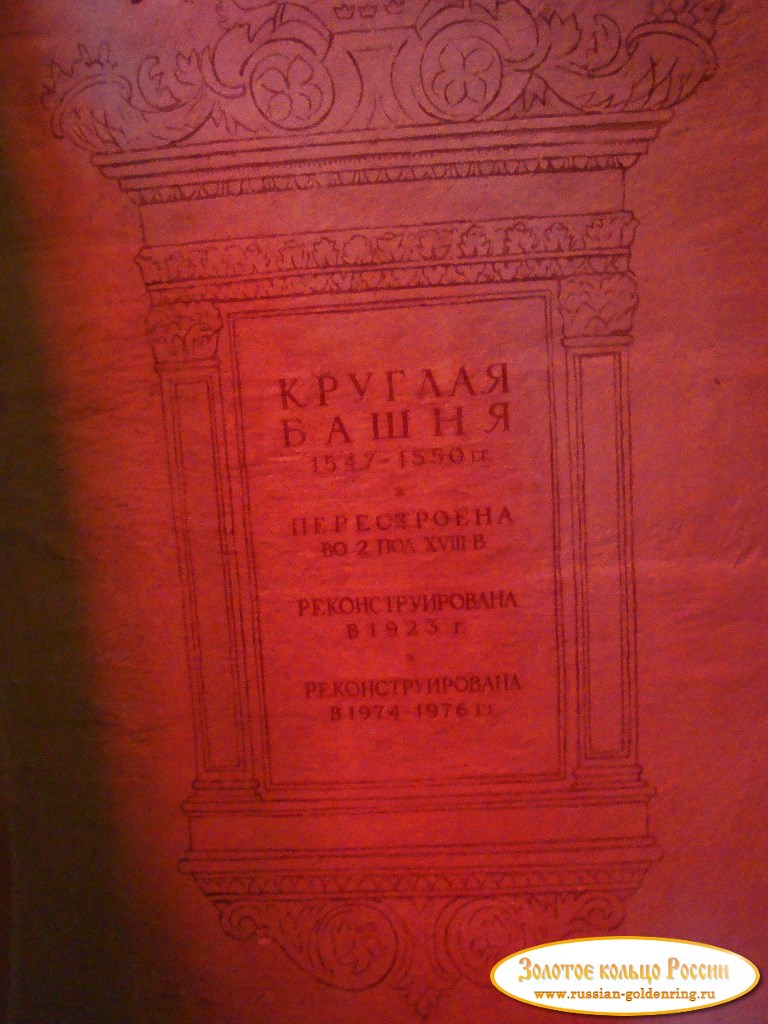 КРУГЛАЯ
БАШНЯ
1547-1550 гг.
*
ПЕРЕСТРОЕНА
ВО 2 ПОЛ XVIII В
РЕКОНСТРУИРОВАНА
В 1923 г.
*
РЕКОНСТРУИРОВАНА
В 1974-1976 гг
Золотое кольцо России
www.russian-goldenring.ru